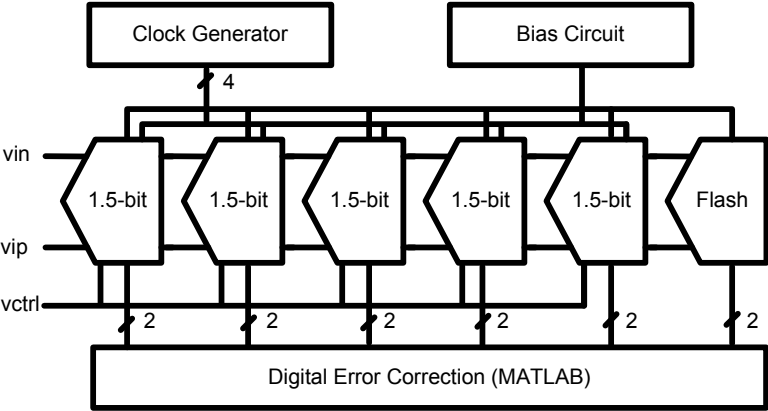 Clock Generator
Bias Circuit
4
vin
1.5-bit
1.5-bit
1.5-bit
1.5-bit
1.5-bit
Flash
vip
vctrl
2
2
2
2
2
2
Digital Error Correction (MATLAB)